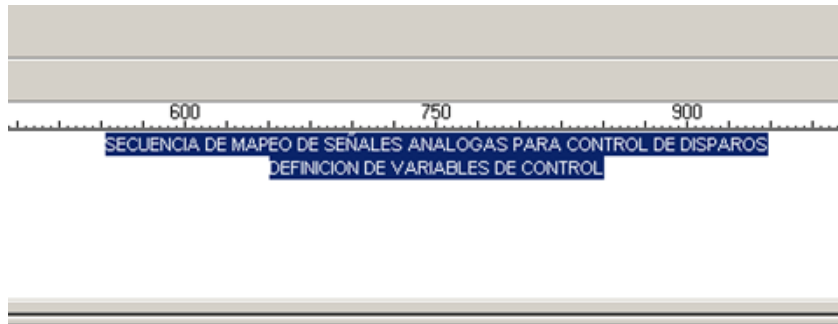 600 750 900
SECUENCIA DE MAPEO DE SEÑALES ANALOGAS PARA CONTROL DE DISPAROS
DEFINICION DE VARIABLES DE CONTROL